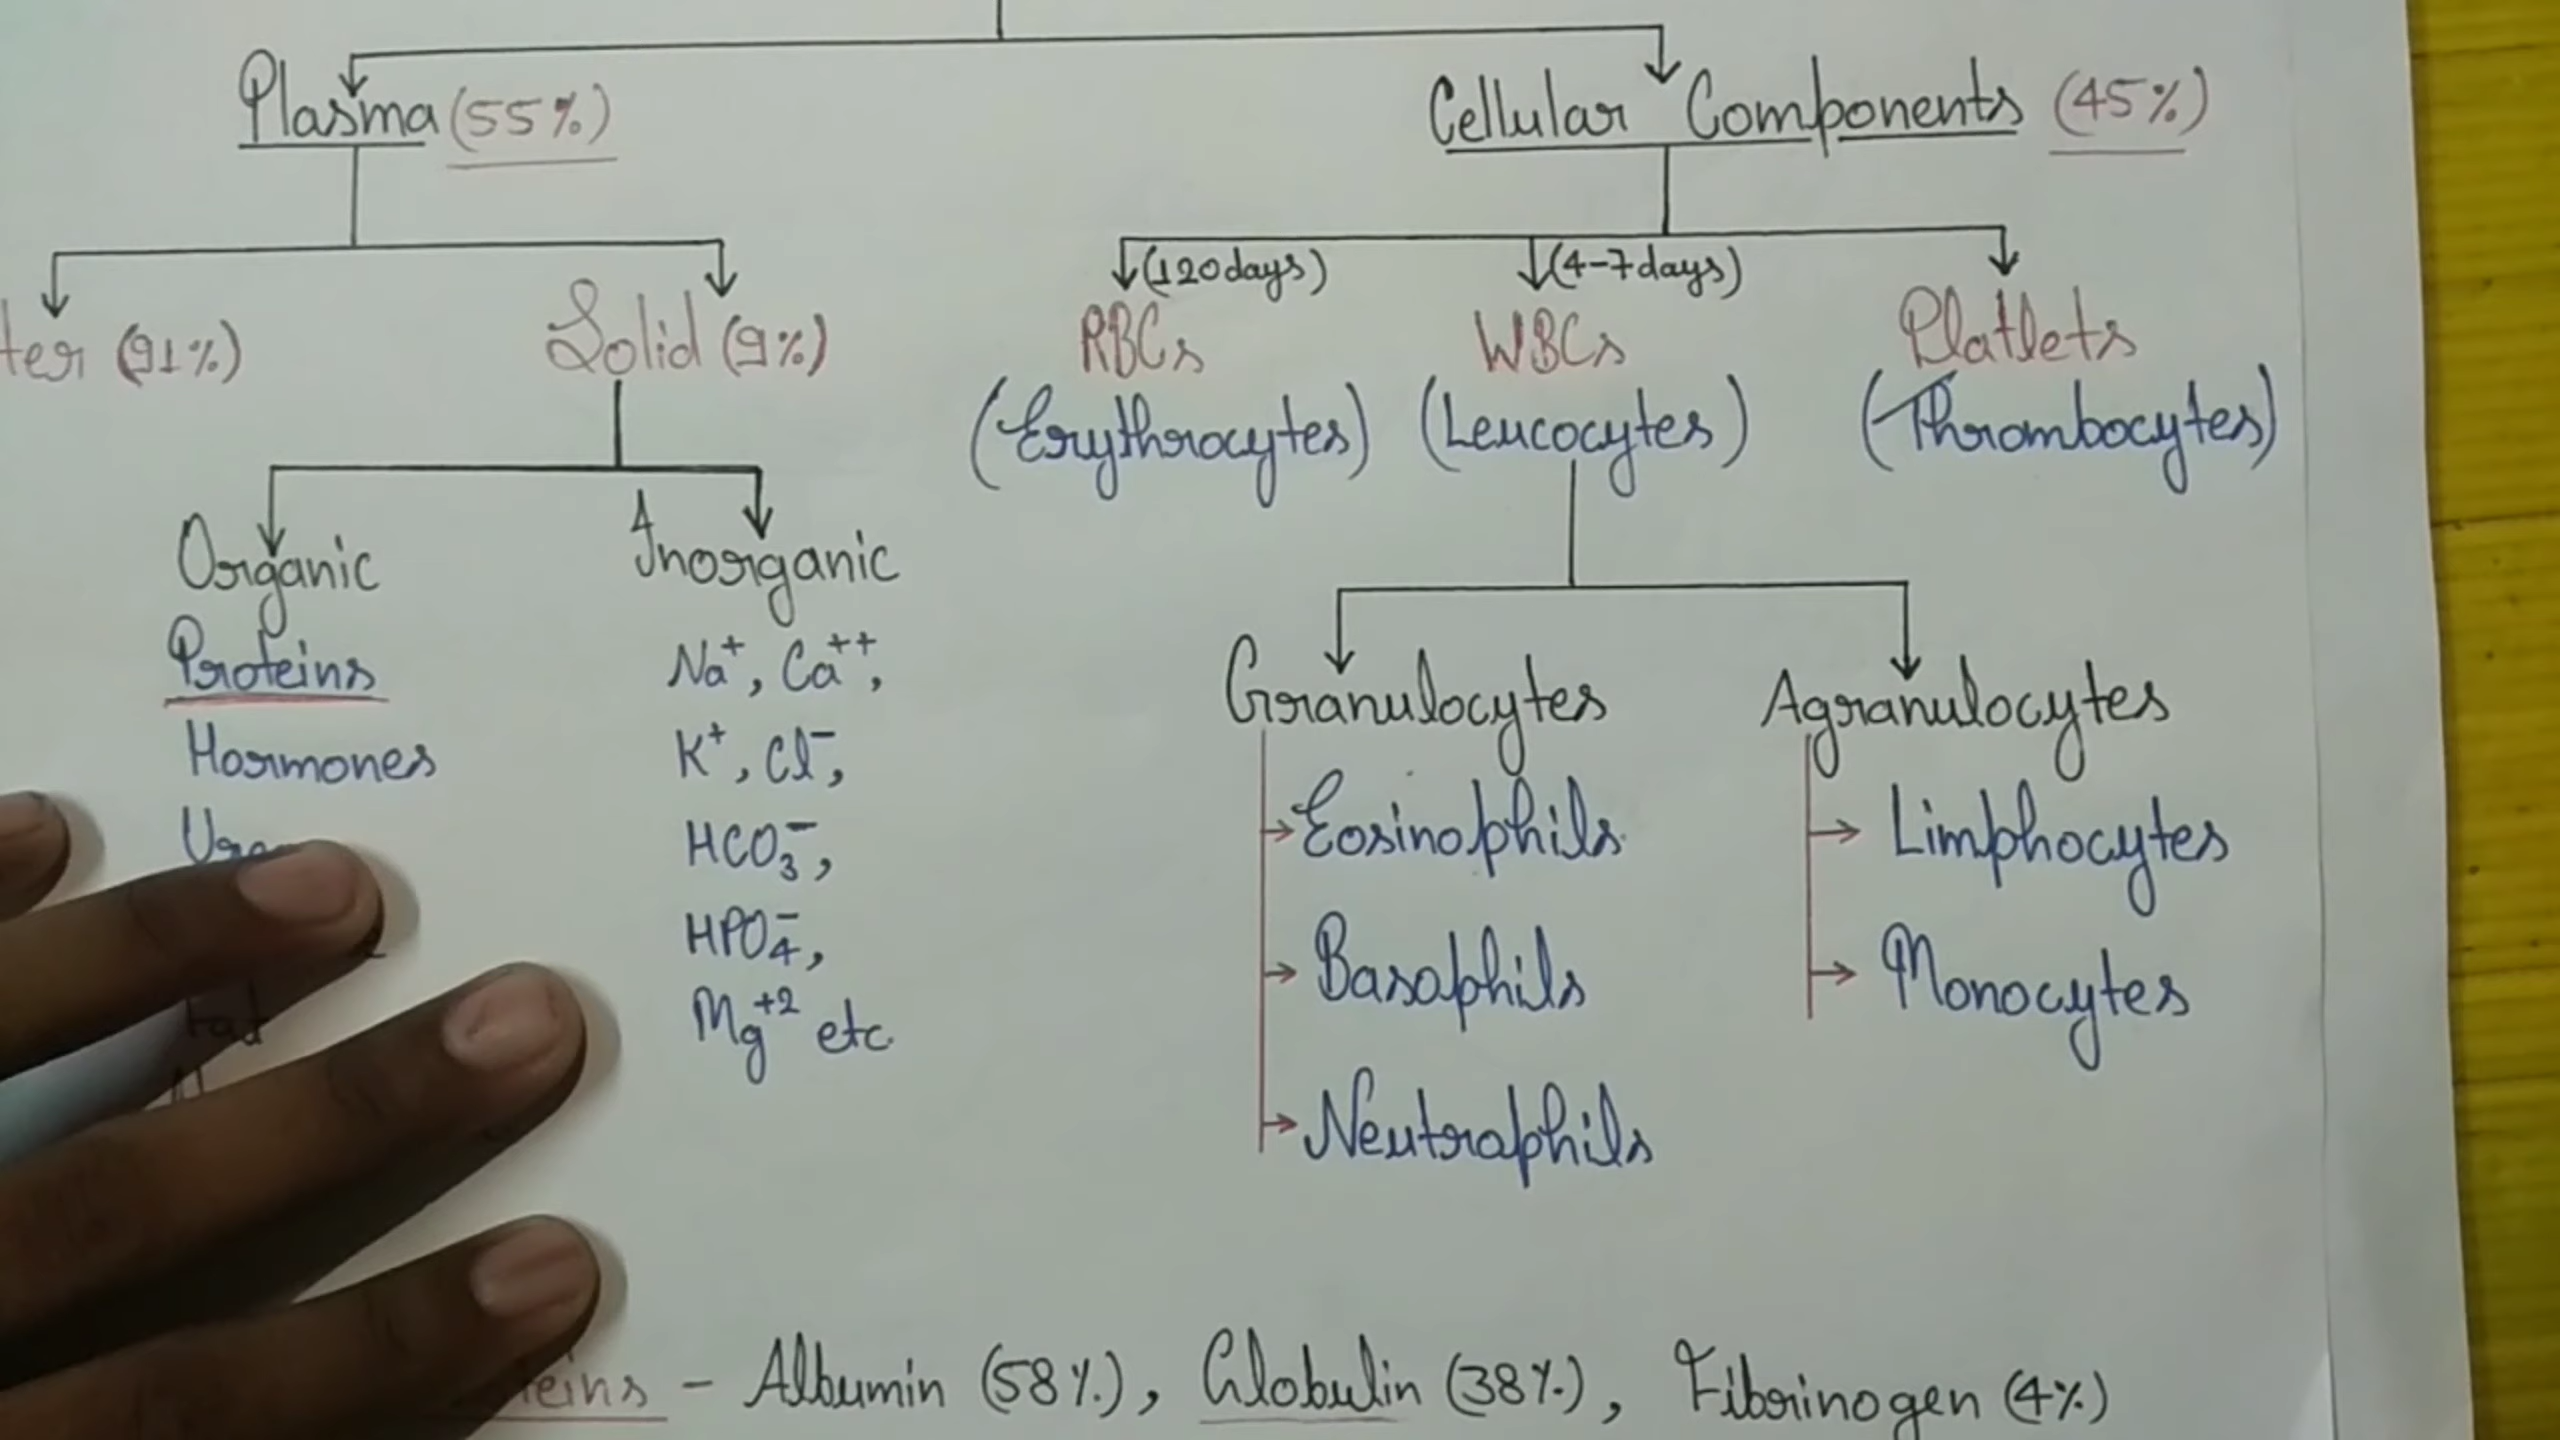 Plasma (55%)
Cellular Components (45%)
(120days)
(4-7days)
ter (91%)
Solid (9%)
RBCs
(Erythrocytes)
WBCs
(Leucocytes)
Platlets
(Thrombocytes)
Organic
Proteins
Hormones
Inorganic
Na⁺, Ca⁺⁺,
K⁺, Cl⁻,
HCO₃⁻,
HPO₄⁻,
Mg⁺² etc.
Granulocytes
Eosinophils
Basophils
Neutrophils
Agranulocytes
Limphocytes
Monocytes
teins - Albumin (58%), Globulin (38%), Fibrinogen (4%)